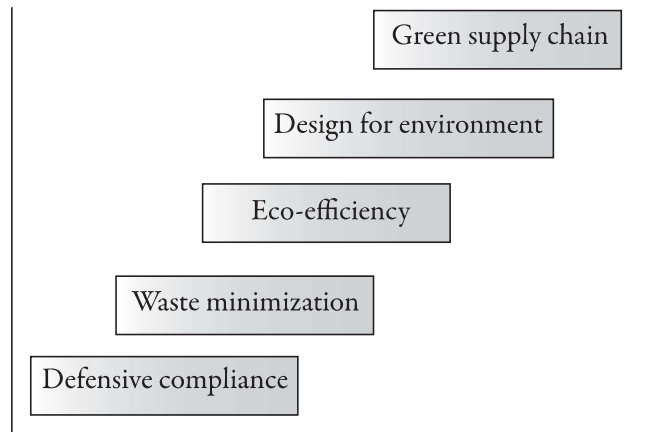 Green supply chain
Design for environment
Eco-efficiency
Waste minimization
Defensive compliance